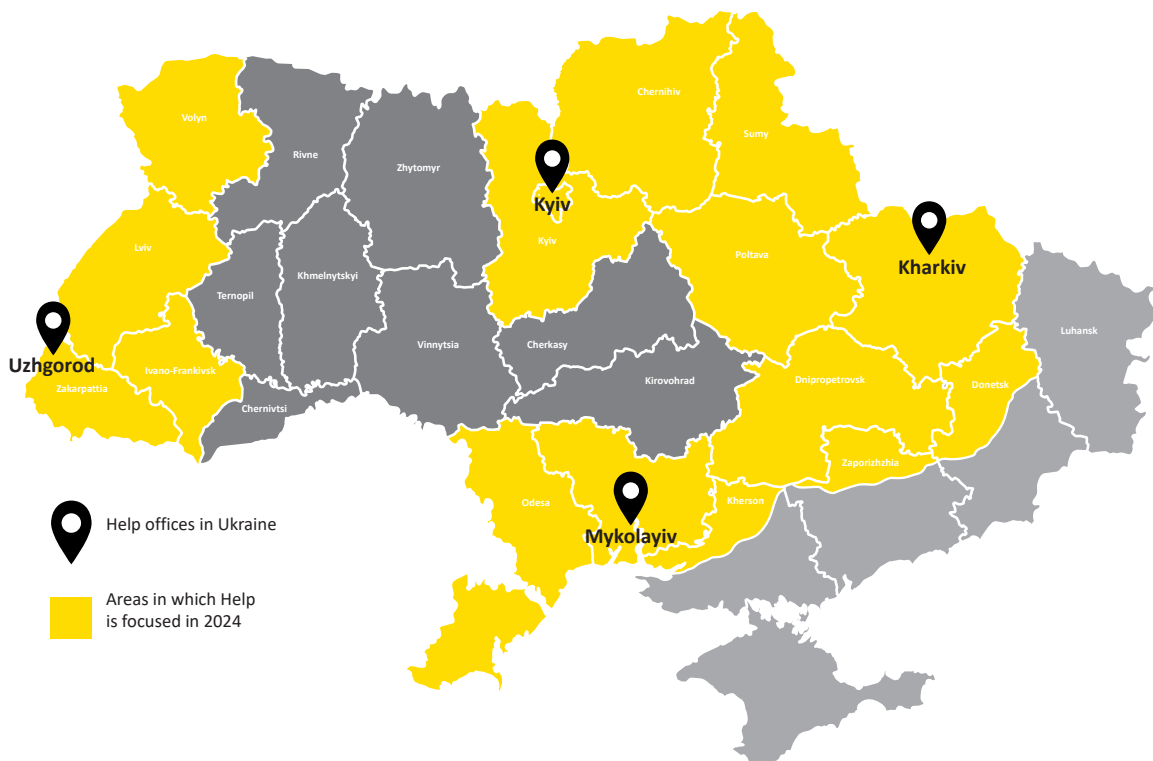 Chernihiv
Volyn
Sumy
Rivne
Zhytomyr
Kyiv
Lviv
Kyiv
Poltava
Kharkiv
Khmelnytskyi
Ternopil
Luhansk
Vinnytsia
Cherkasy
Uzhgorod
Ivano-Frankivsk
Zakarpattia
Kirovohrad
Dnipropetrovsk
Donetsk
Chernivtsi
Zaporizhzhia
Odesa
Kherson
Mykolayiv
Help offices in Ukraine
Areas in which Help
is focused in 2024